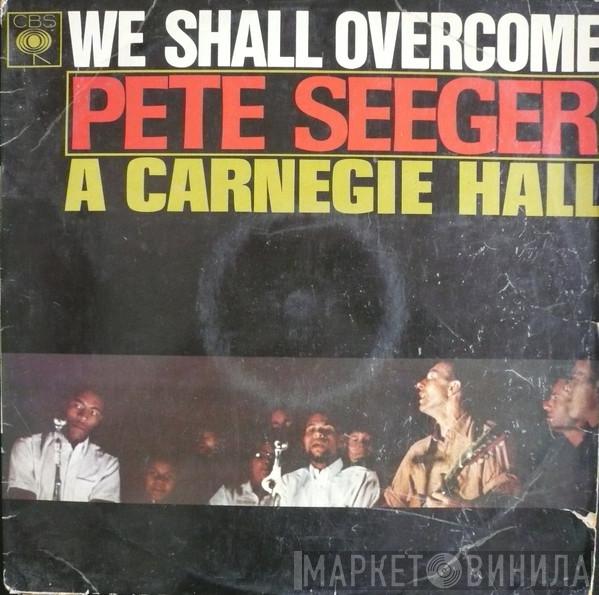 CBS
WE SHALL OVERCOME
PETE SEEGER
A CARNEGIE HALL
МАРКЕТ ВИНИЛА